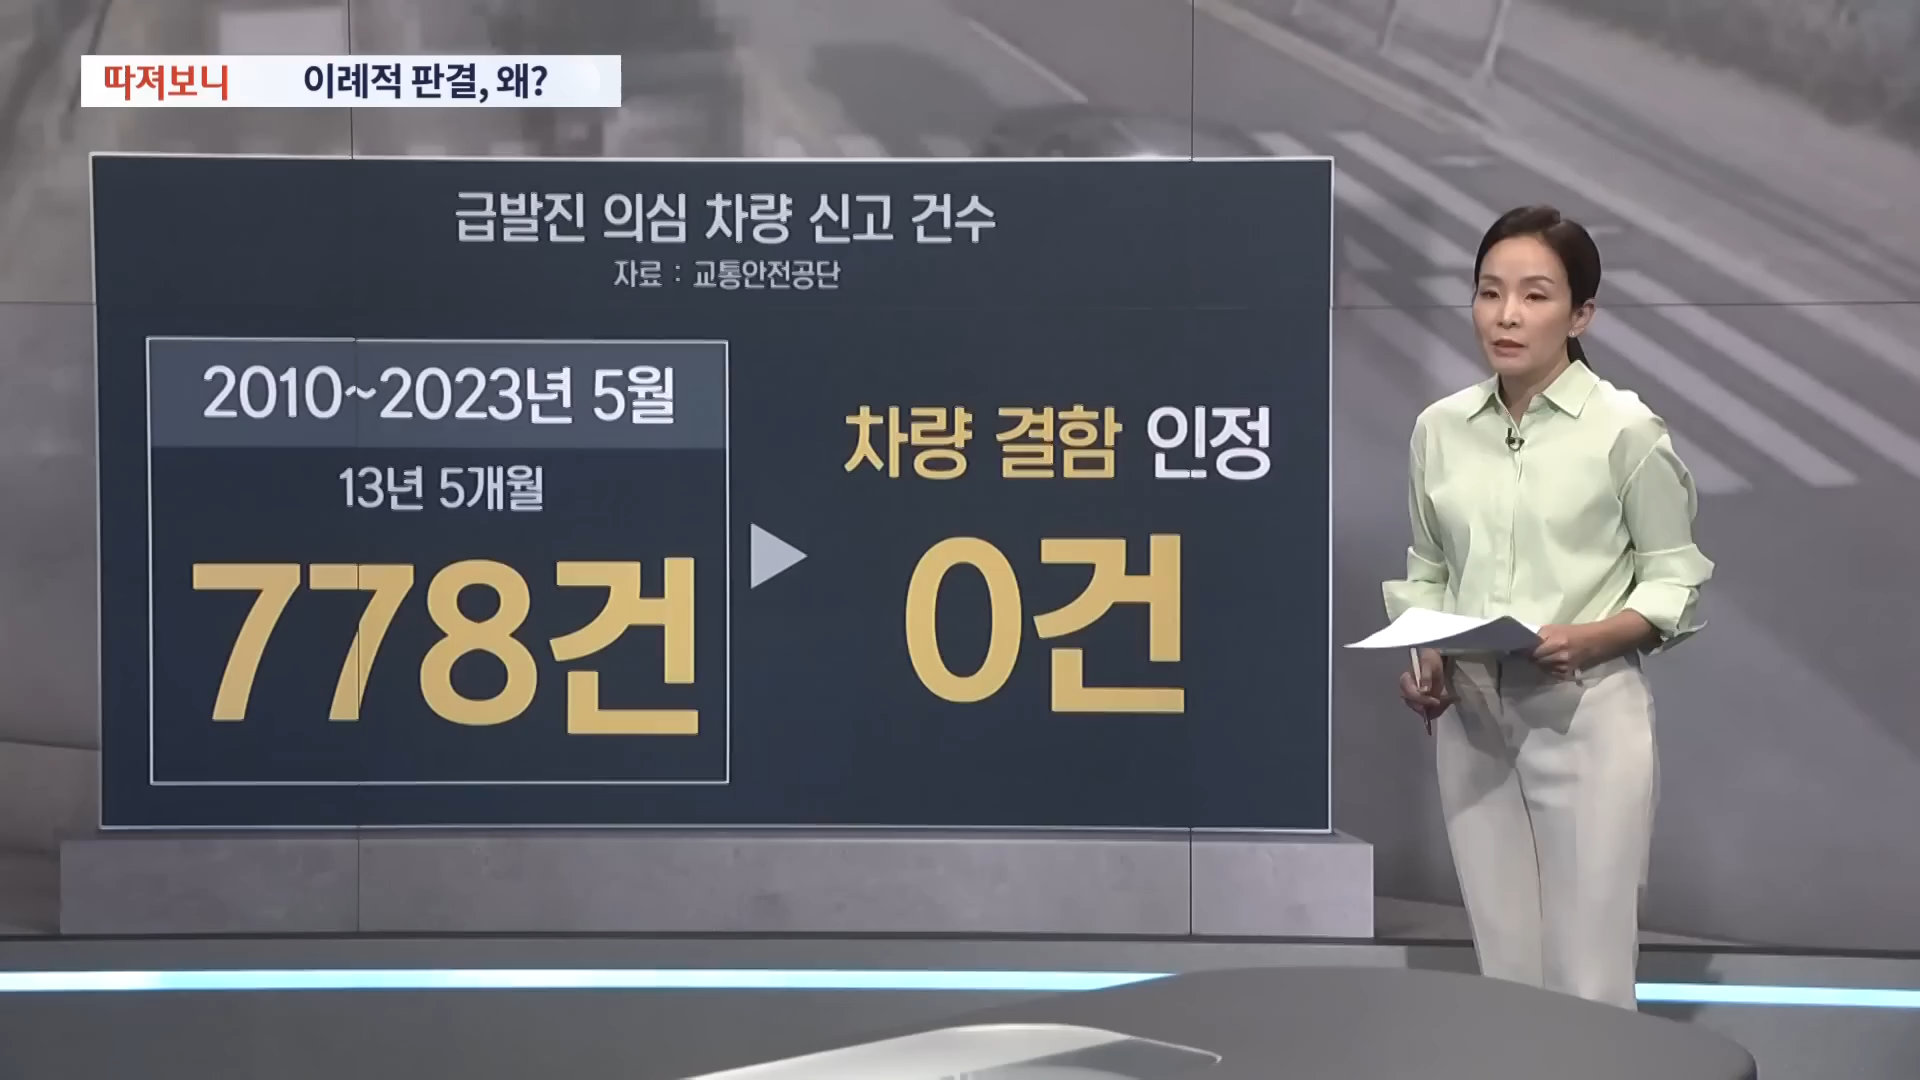 따져보니 이례적 판결, 왜?
급발진 의심 차량 신고 건수
자료 : 교통안전공단
2010~2023년 5월
13년 5개월
778건
차량 결함 인정
0건